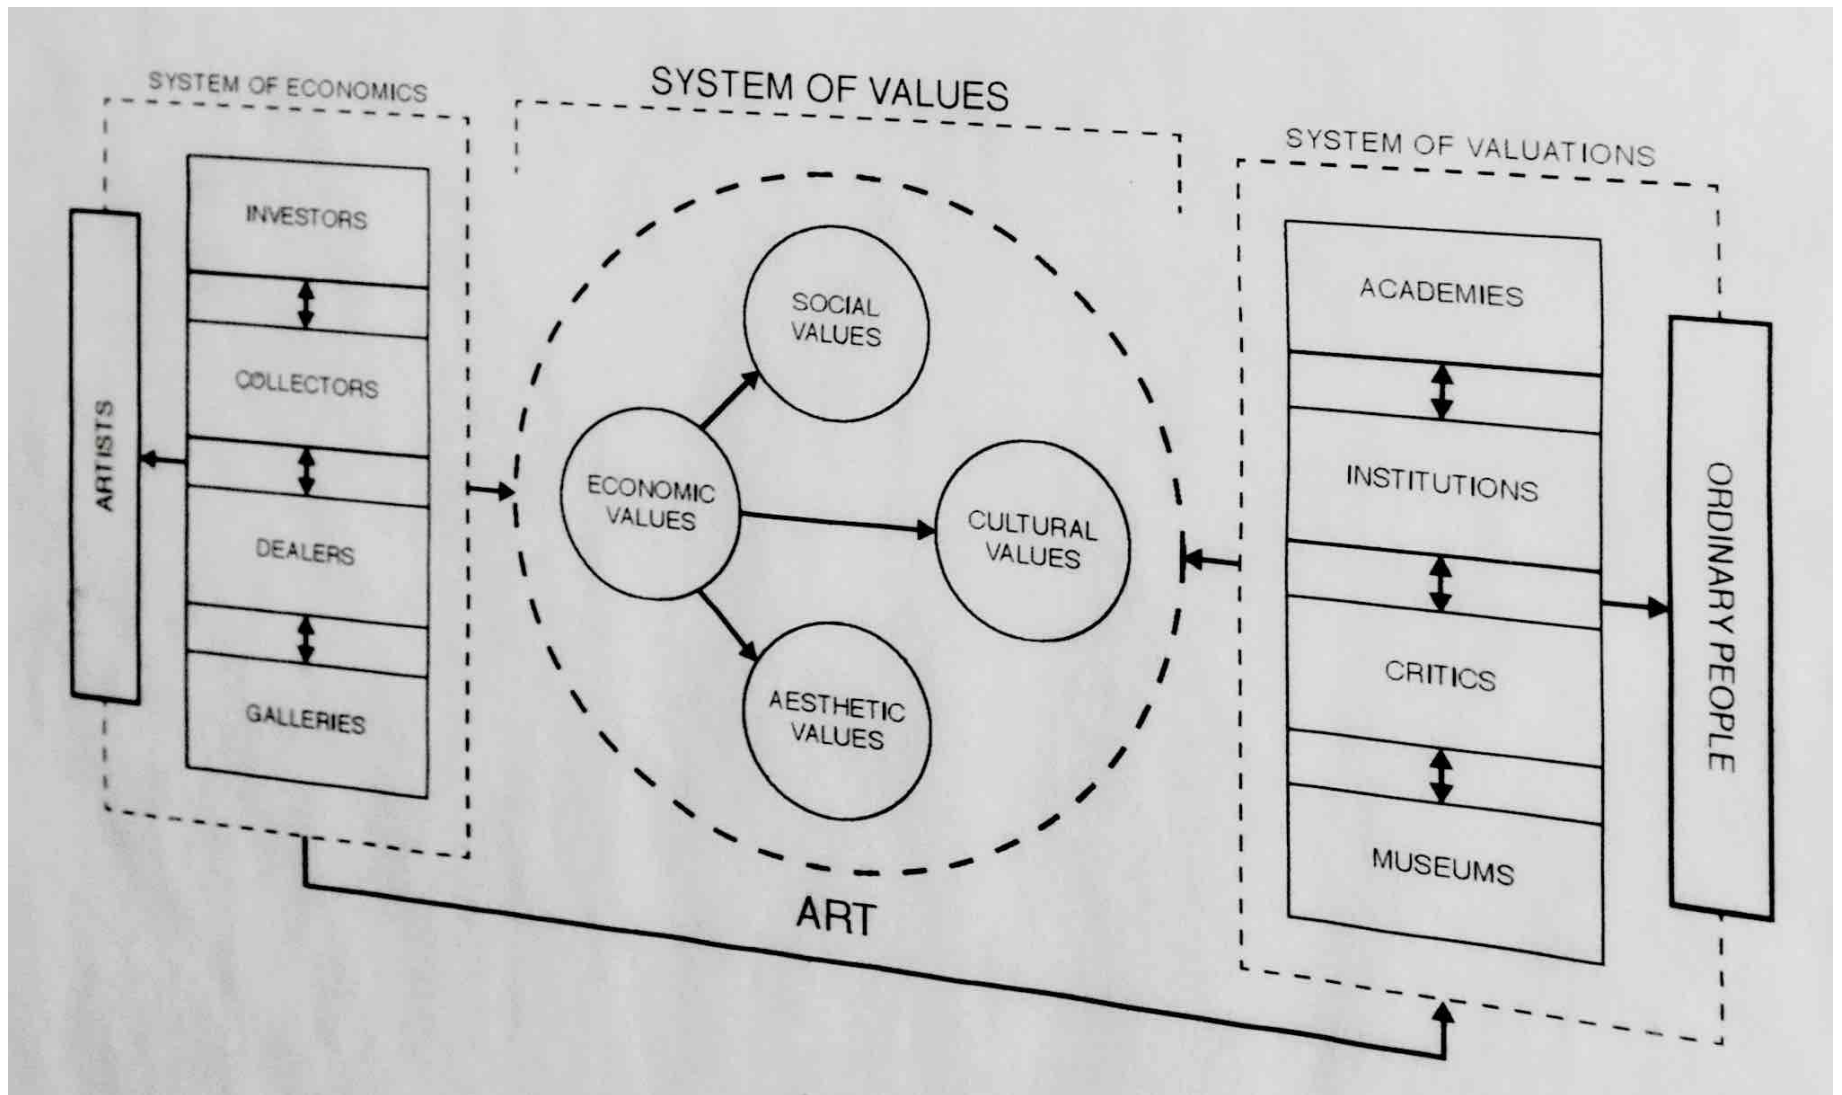 SYSTEM OF ECONOMICS
INVESTORS
COLLECTORS
DEALERS
GALLERIES
ARTISTS
SYSTEM OF VALUES
SOCIAL
VALUES
ECONOMIC
VALUES
CULTURAL
VALUES
AESTHETIC
VALUES
ART
SYSTEM OF VALUATIONS
ACADEMIES
INSTITUTIONS
CRITICS
MUSEUMS
ORDINARY PEOPLE